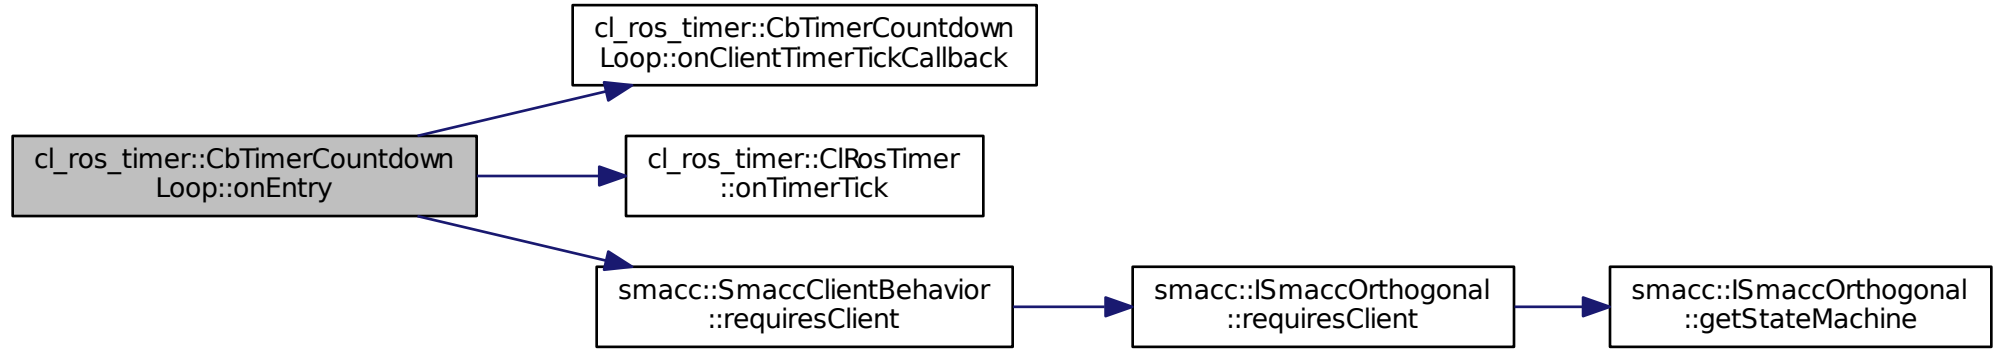 cl_ros_timer::CbTimerCountdown
Loop::onClientTimerTickCallback
cl_ros_timer::CbTimerCountdown
Loop::onEntry
cl_ros_timer::ClRosTimer
::onTimerTick
smacc::SmaccClientBehavior
::requiresClient
smacc::ISmaccOrthogonal
::requiresClient
smacc::ISmaccOrthogonal
::getStateMachine